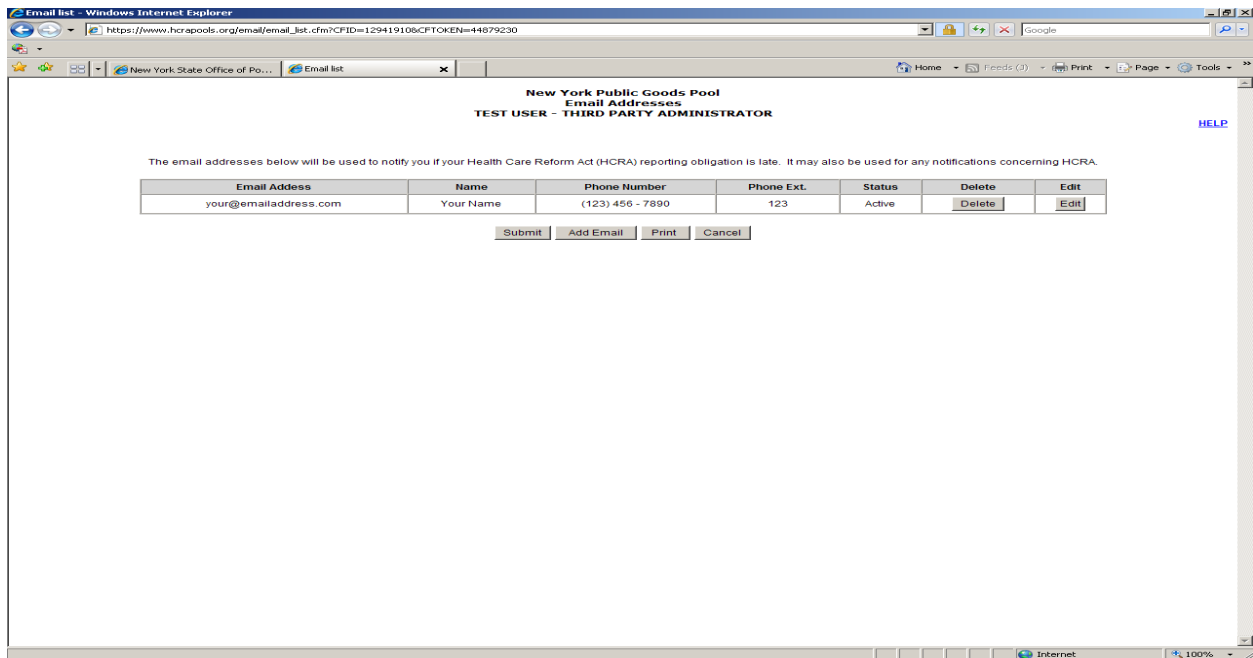 Email list - Windows Internet Explorer
https://www.hcrapools.org/email/email_list.cfm?CFID=12941910&CFTOKEN=44879230 Google
New York State Office of Po... Email list Home Feeds (J) Print Page Tools
New York Public Goods Pool
Email Addresses
TEST USER - THIRD PARTY ADMINISTRATOR
HELP
The email addresses below will be used to notify you if your Health Care Reform Act (HCRA) reporting obligation is late. It may also be used for any notifications concerning HCRA.
Email Addess Name Phone Number Phone Ext. Status Delete Edit
your@emailaddress.com Your Name (123) 456 - 7890 123 Active Delete Edit
Submit Add Email Print Cancel
Internet 100%